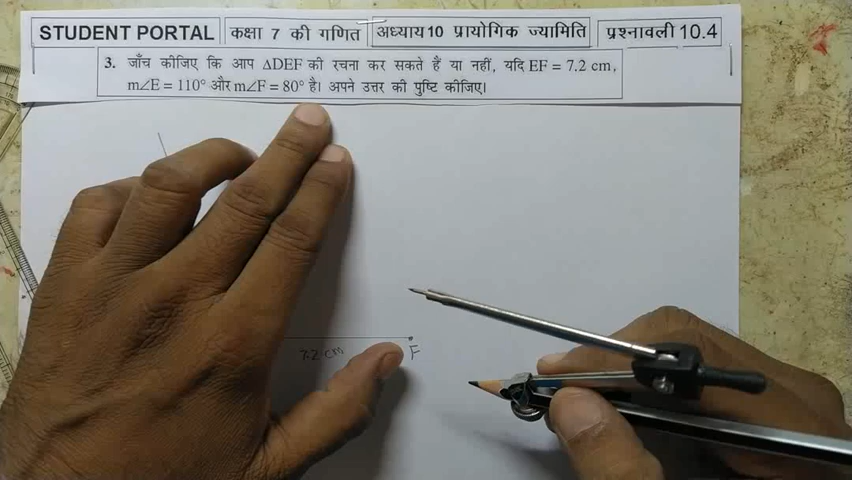 STUDENT PORTAL कक्षा 7 की गणित अध्याय 10 प्रायोगिक ज्यामिति प्रश्नावली 10.4
3. जाँच कीजिए कि आप ΔDEF की रचना कर सकते हैं या नहीं, यदि EF = 7.2 cm,
m∠E = 110° और m∠F = 80° है। अपने उत्तर की पुष्टि कीजिए।
7.2 cm F